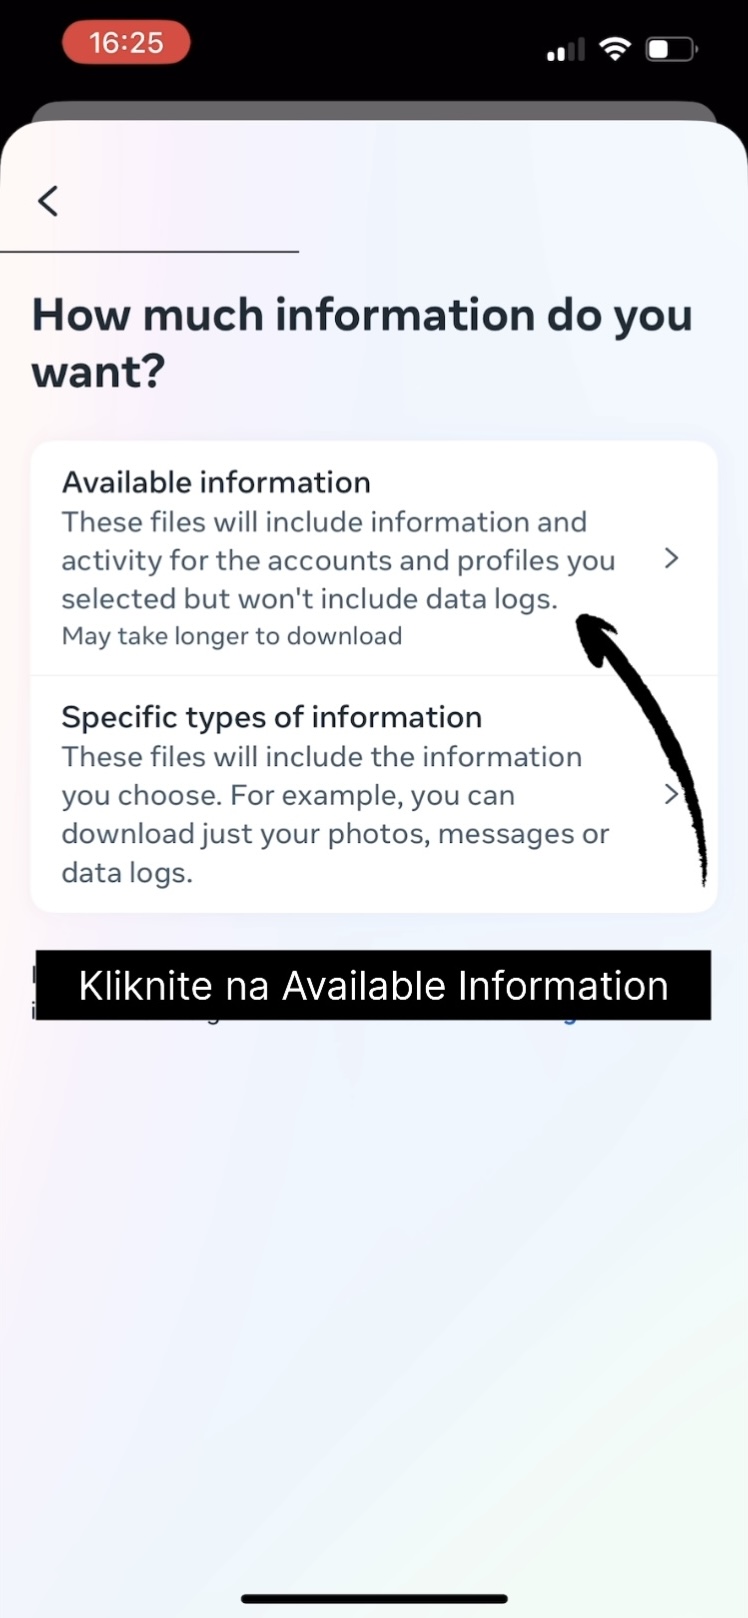 16:25
How much information do you
want?
Available information
These files will include information and
activity for the accounts and profiles you
selected but won't include data logs.
May take longer to download
Specific types of information
These files will include the information
you choose. For example, you can
download just your photos, messages or
data logs.
Kliknite na Available Information